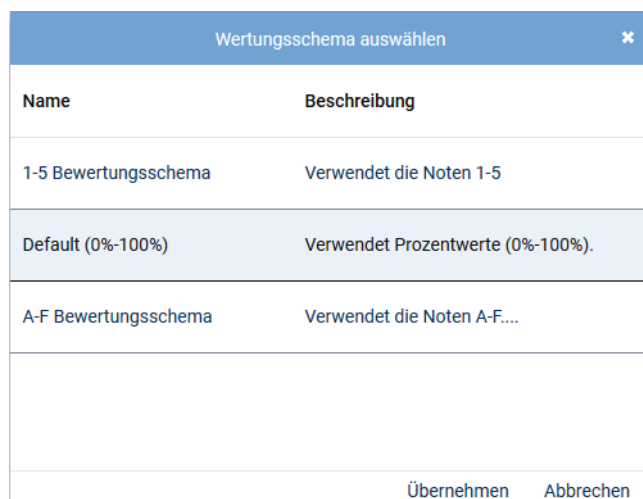 Wertungsschema auswählen
Name Beschreibung
1-5 Bewertungsschema Verwendet die Noten 1-5
Default (0%-100%) Verwendet Prozentwerte (0%-100%).
A-F Bewertungsschema Verwendet die Noten A-F....
Übernehmen Abbrechen